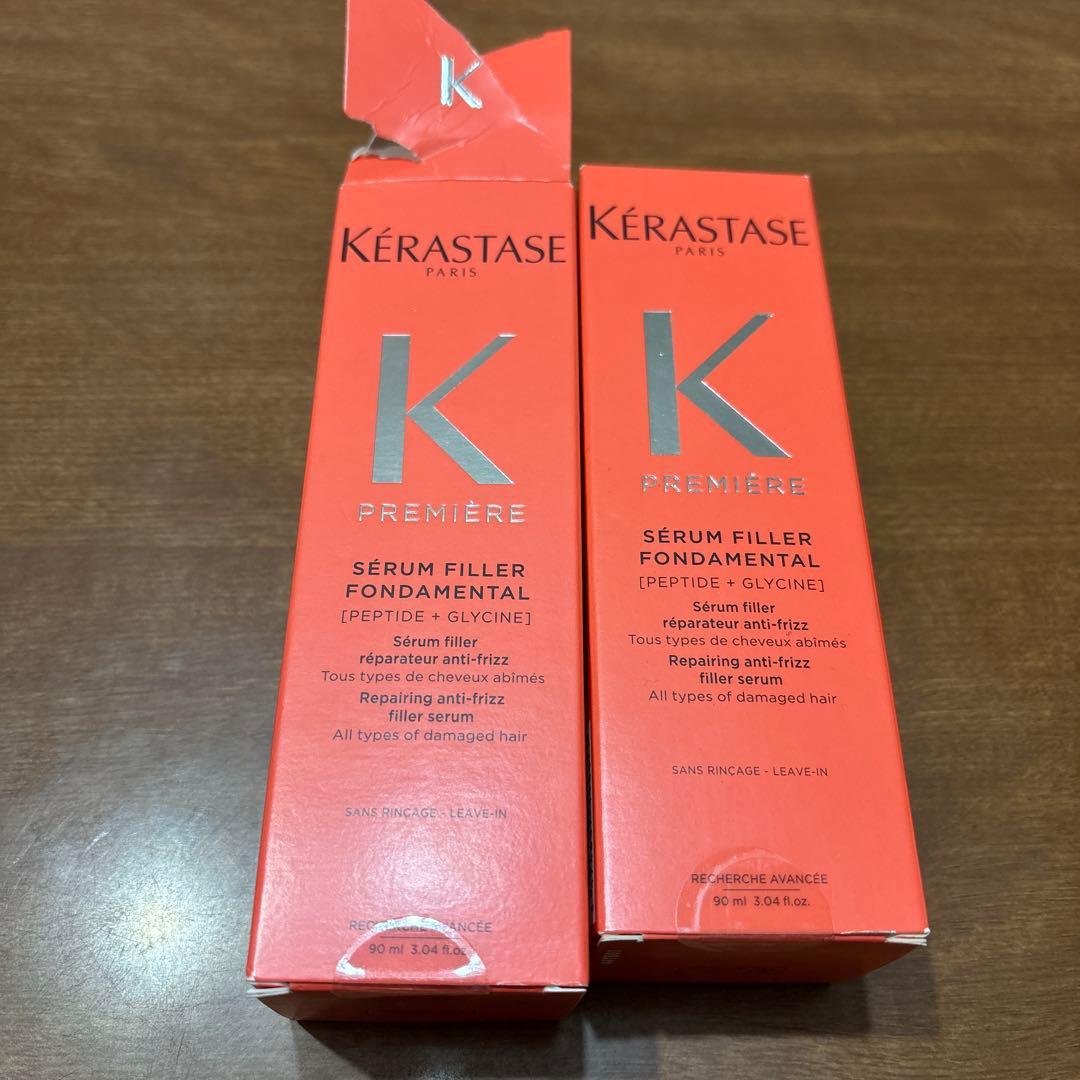 K
KÉRASTASE
PARIS
K
PREMIÈRE
SÉRUM FILLER
FONDAMENTAL
[PEPTIDE + GLYCINE]
Sérum filler
réparateur anti-frizz
Tous types de cheveux abîmés
Repairing anti-frizz
filler serum
All types of damaged hair
SANS RINÇAGE - LEAVE-IN
RECHERCHE AVANCÉE
90 ml 3.04 fl.oz.
KÉRASTASE
PARIS
K
PREMIÈRE
SÉRUM FILLER
FONDAMENTAL
[PEPTIDE + GLYCINE]
Sérum filler
réparateur anti-frizz
Tous types de cheveux abîmés
Repairing anti-frizz
filler serum
All types of damaged hair
SANS RINÇAGE - LEAVE-IN
RECHERCHE AVANCÉE
90 ml 3.04 fl.oz.